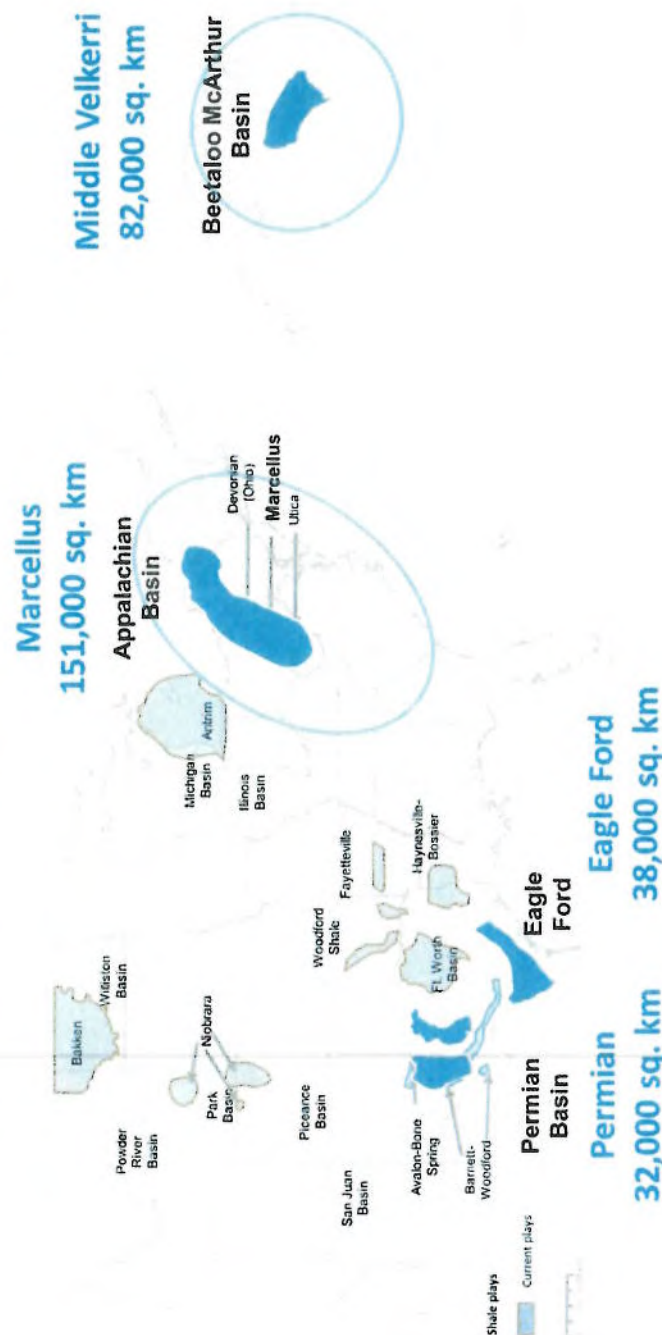 Marcellus
151,000 sq. km
Middle Velkerri
82,000 sq. km
Appalachian
Basin
Devonian
(Ohio)
Marcellus
Utica
Beetaloo McArthur
Basin
Bakken
Williston
Basin
Powder
River
Basin
Niobrara
Park
Basin
Piceance
Basin
San Juan
Basin
Michigan
Basin
Antrim
Illinois
Basin
Woodford
Shale
Fayetteville
Haynesville-
Bossier
Ft. Worth
Basin
Avalon-Bone
Spring
Barnett-
Woodford
Permian
Basin
Eagle
Ford
Permian
32,000 sq. km
Eagle Ford
38,000 sq. km
Shale plays
Current plays